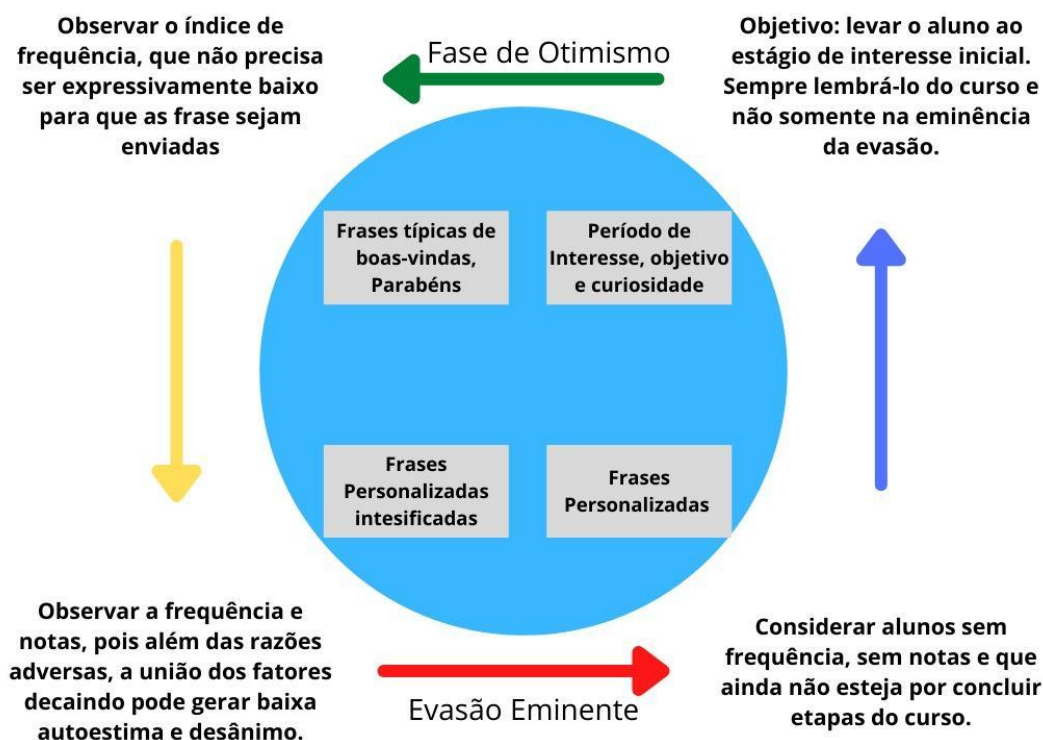 Observar o índice de
frequência, que não precisa
ser expressivamente baixo
para que as frase sejam
enviadas
Fase de Otimismo
Objetivo: levar o aluno ao
estágio de interesse inicial.
Sempre lembrá-lo do curso e
não somente na eminência
da evasão.
Frases típicas de
boas-vindas,
Parabéns
Período de
Interesse, objetivo
e curiosidade
Frases
Personalizadas
intesificadas
Frases
Personalizadas
Observar a frequência e
notas, pois além das razões
adversas, a união dos fatores
decaindo pode gerar baixa
autoestima e desânimo.
Evasão Eminente
Considerar alunos sem
frequência, sem notas e que
ainda não esteja por concluir
etapas do curso.